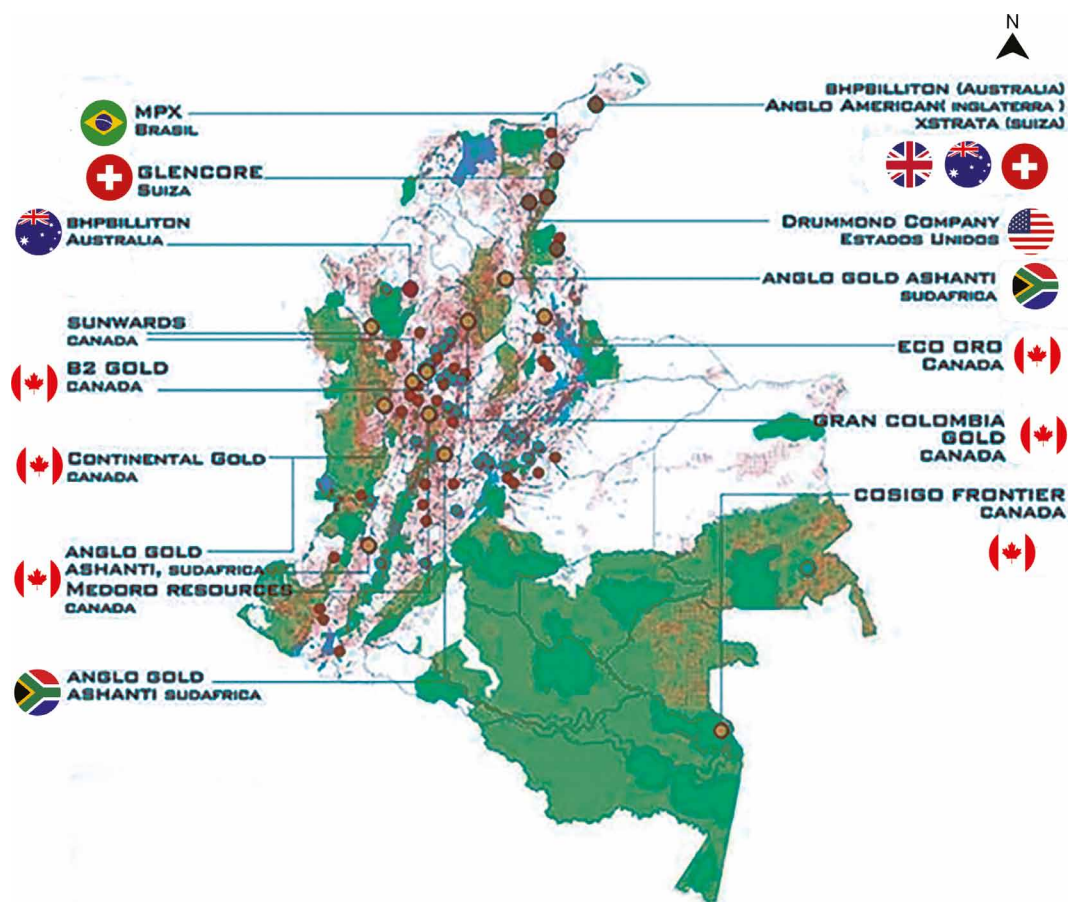 N
MPX
BRASIL
GLENCORE
SUIZA
BHPBILLITON
AUSTRALIA
SUNWARDS
CANADA
B2 GOLD
CANADA
CONTINENTAL GOLD
CANADA
ANGLO GOLD
ASHANTI, SUDAFRICA
MEDORO RESOURCES
CANADA
ANGLO GOLD
ASHANTI SUDAFRICA
BHPBILLITON (AUSTRALIA)
ANGLO AMERICAN( INGLATERRA )
XSTRATA (SUIZA)
DRUMMOND COMPANY
ESTADOS UNIDOS
ANGLO GOLD ASHANTI
SUDAFRICA
ECO ORO
CANADA
GRAN COLOMBIA
GOLD
CANADA
COSIGO FRONTIER
CANADA